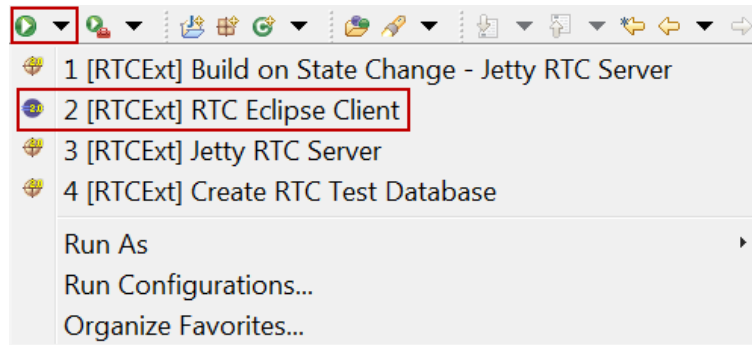 1 [RTCExt] Build on State Change - Jetty RTC Server
2 [RTCExt] RTC Eclipse Client
3 [RTCExt] Jetty RTC Server
4 [RTCExt] Create RTC Test Database
Run As
Run Configurations...
Organize Favorites...